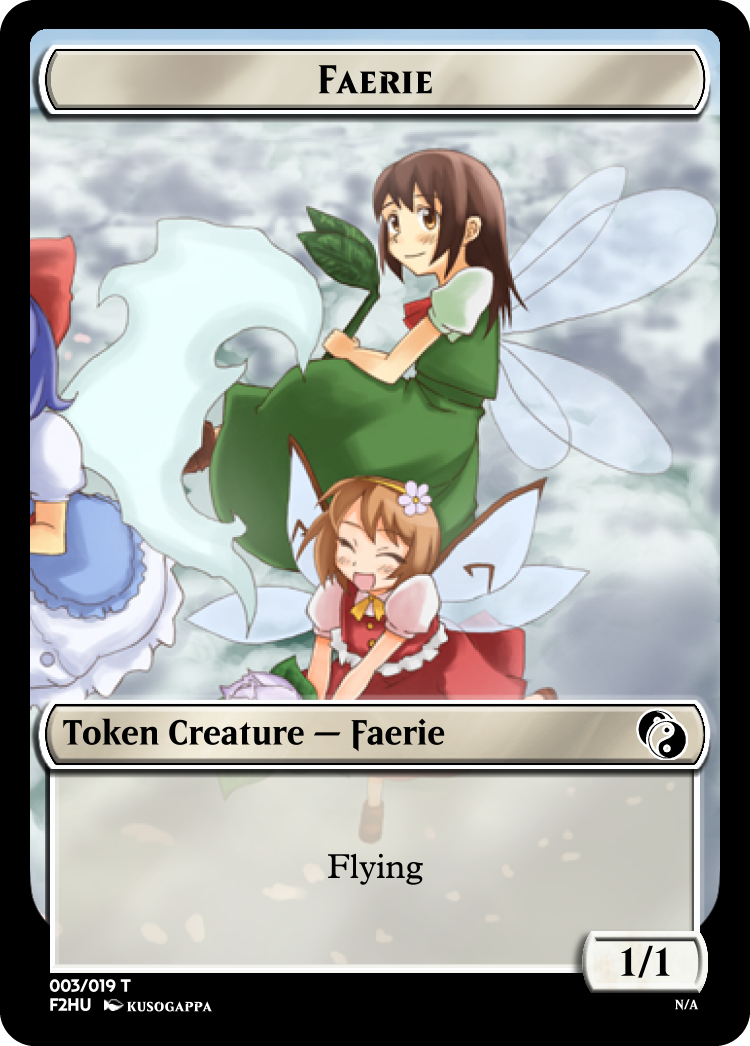 Faerie
Token Creature — Faerie
Flying
1/1
003/019 T
F2HU KUSOGAPPA
N/A